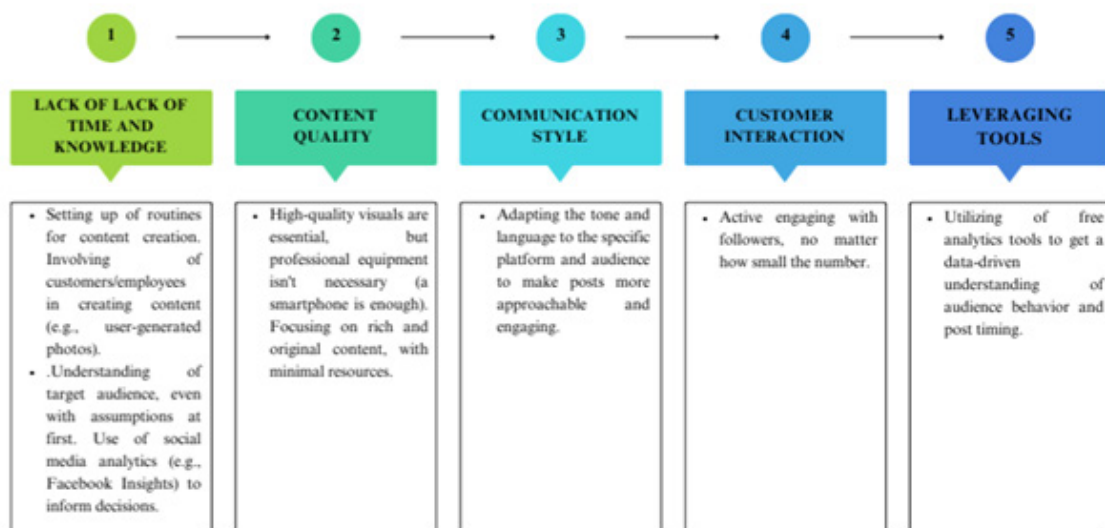 1
2
3
4
5
LACK OF LACK OF
TIME AND
KNOWLEDGE
CONTENT
QUALITY
COMMUNICATION
STYLE
CUSTOMER
INTERACTION
LEVERAGING
TOOLS
• Setting up of routines
for content creation.
Involving of
customers/employees
in creating content
(e.g., user-generated
photos).
• .Understanding of
target audience, even
with assumptions at
first. Use of social
media analytics (e.g.,
Facebook Insights) to
inform decisions.
• High-quality visuals are
essential, but
professional equipment
isn't necessary (a
smartphone is enough).
Focusing on rich and
original content, with
minimal resources.
• Adapting the tone and
language to the specific
platform and audience
to make posts more
approachable and
engaging.
• Active engaging with
followers, no matter
how small the number.
• Utilizing of free
analytics tools to get a
data-driven
understanding of
audience behavior and
post timing.